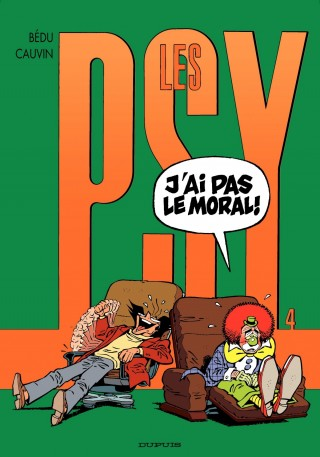 BÉDU
CAUVIN
LES
PSY
J'AI PAS
LE MORAL!
4
DUPUIS